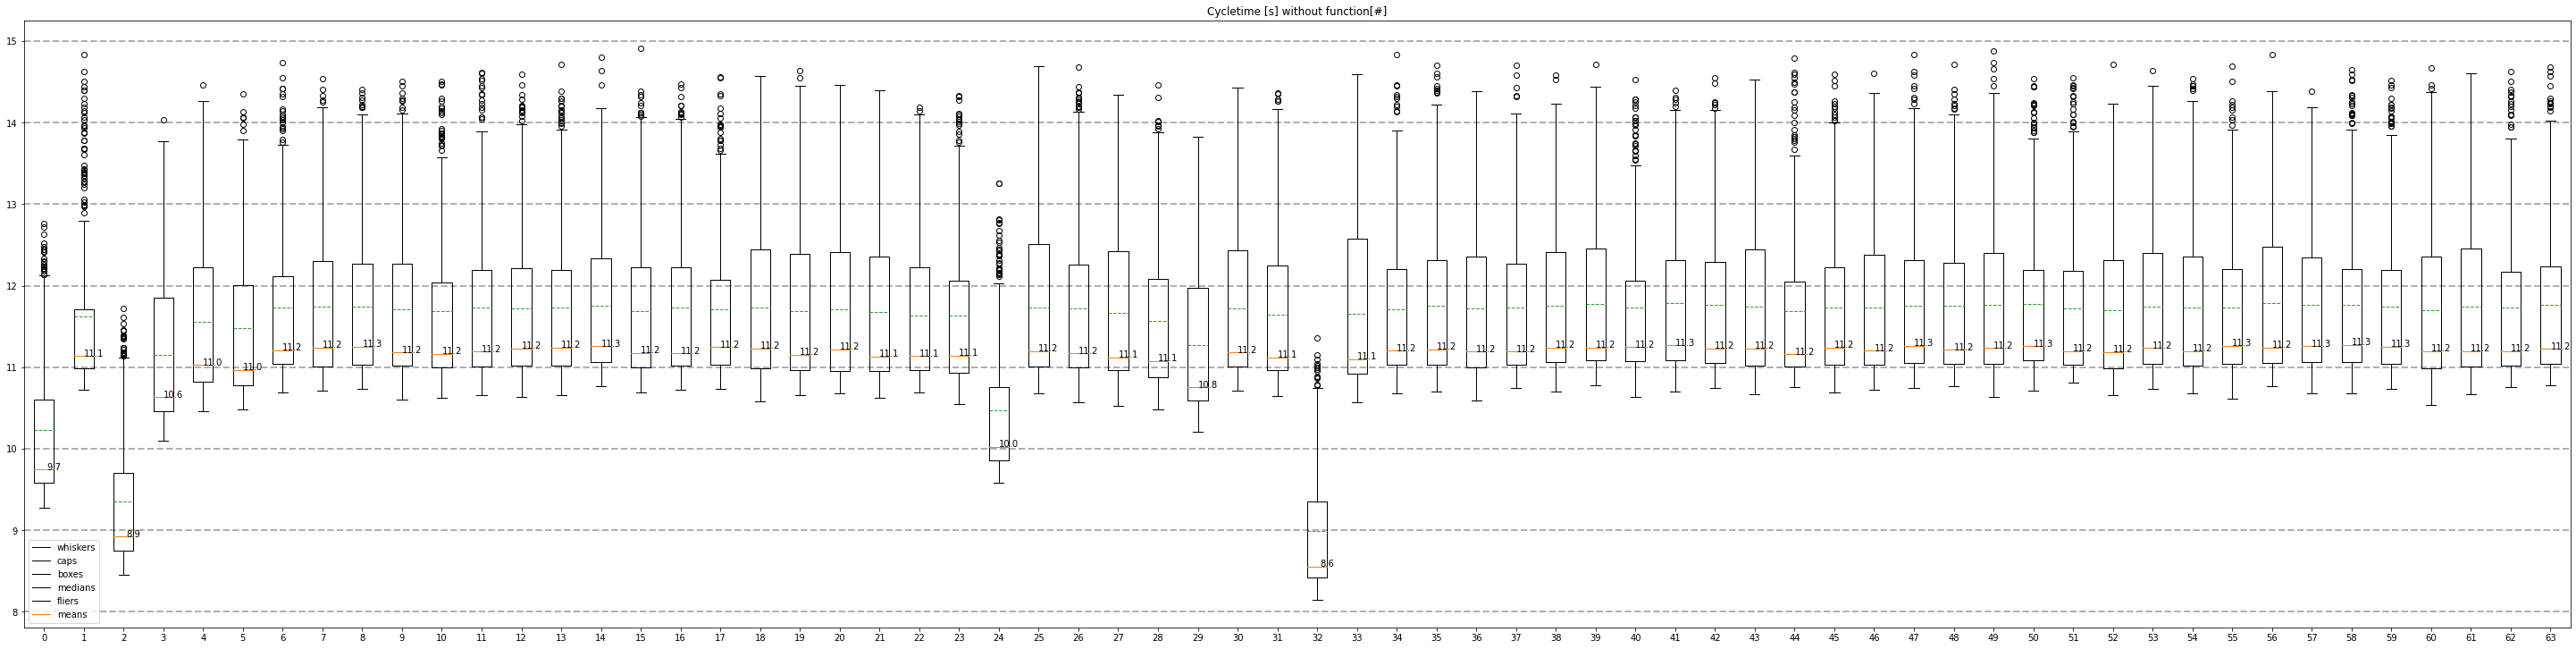 Cycletime [s] without function[#]
15
14
13
12
11
10
9
8
9.7 11.1 8.9 10.6 11.0 11.0 11.2 11.2 11.2 11.2 11.2 11.2 11.2 11.2 11.3 11.2 11.2 11.2 11.2 11.2 11.2 11.1 11.1 11.1 10.0 11.2 11.2 11.1 11.1 10.8 11.2 11.1 8.6 11.1 11.2 11.2 11.2 11.2 11.2 11.2 11.2 11.3 11.2 11.2 11.2 11.2 11.2 11.3 11.2 11.2 11.3 11.2 11.2 11.2 11.2 11.3 11.2 11.3 11.3 11.3 11.2 11.2 11.2 11.2
whiskers
caps
boxes
medians
fliers
means
0 1 2 3 4 5 6 7 8 9 10 11 12 13 14 15 16 17 18 19 20 21 22 23 24 25 26 27 28 29 30 31 32 33 34 35 36 37 38 39 40 41 42 43 44 45 46 47 48 49 50 51 52 53 54 55 56 57 58 59 60 61 62 63